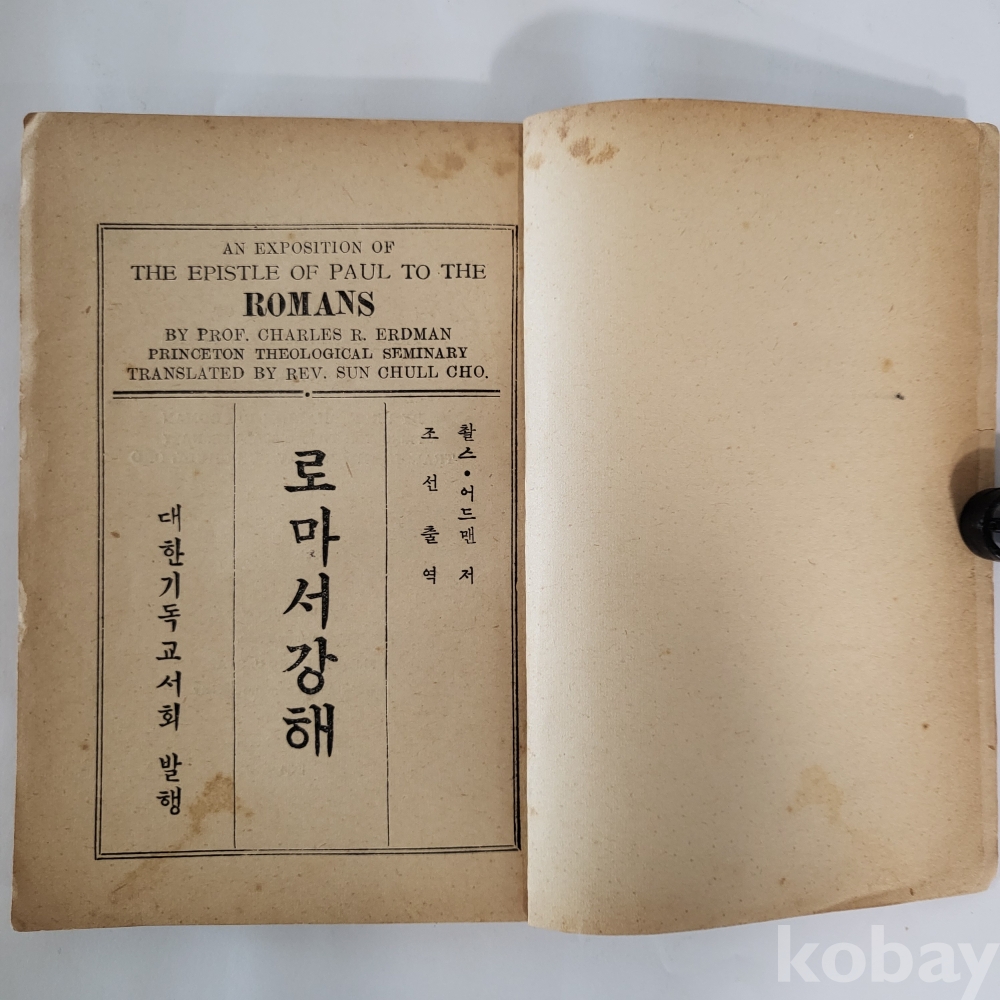 AN EXPOSITION OF
THE EPISTLE OF PAUL TO THE
ROMANS
BY PROF. CHARLES R. ERDMAN
PRINCETON THEOLOGICAL SEMINARY
TRANSLATED BY REV. SUN CHULL CHO.
촬스・어드맨 저
조선출 역
로마서강해
대한기독교서회 발행
kobay